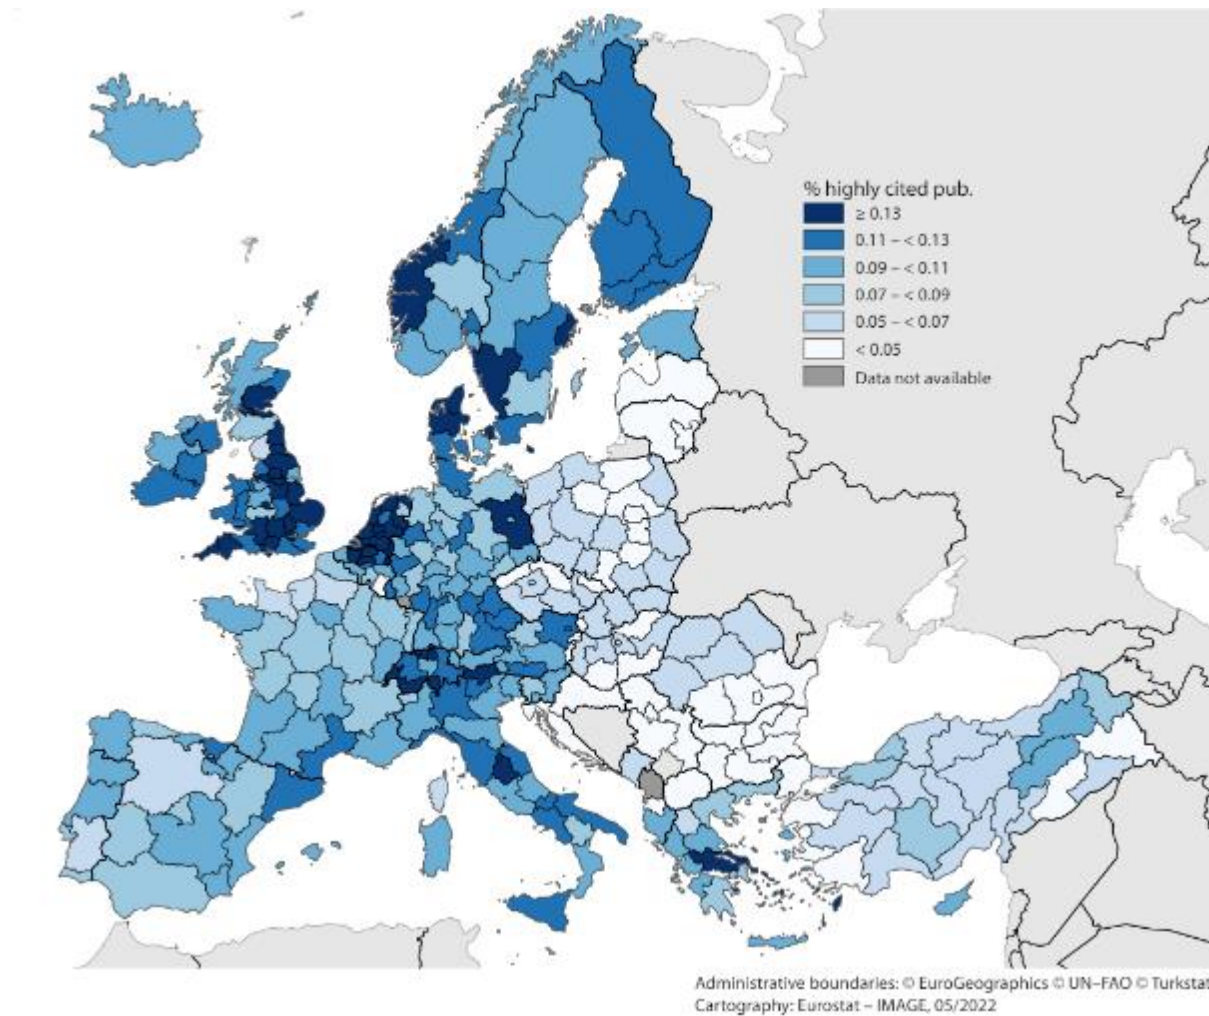 % highly cited pub.
≥ 0.13
0.11 – < 0.13
0.09 – < 0.11
0.07 – < 0.09
0.05 – < 0.07
< 0.05
Data not available
Administrative boundaries: © EuroGeographics © UN–FAO © Turkstat
Cartography: Eurostat – IMAGE, 05/2022